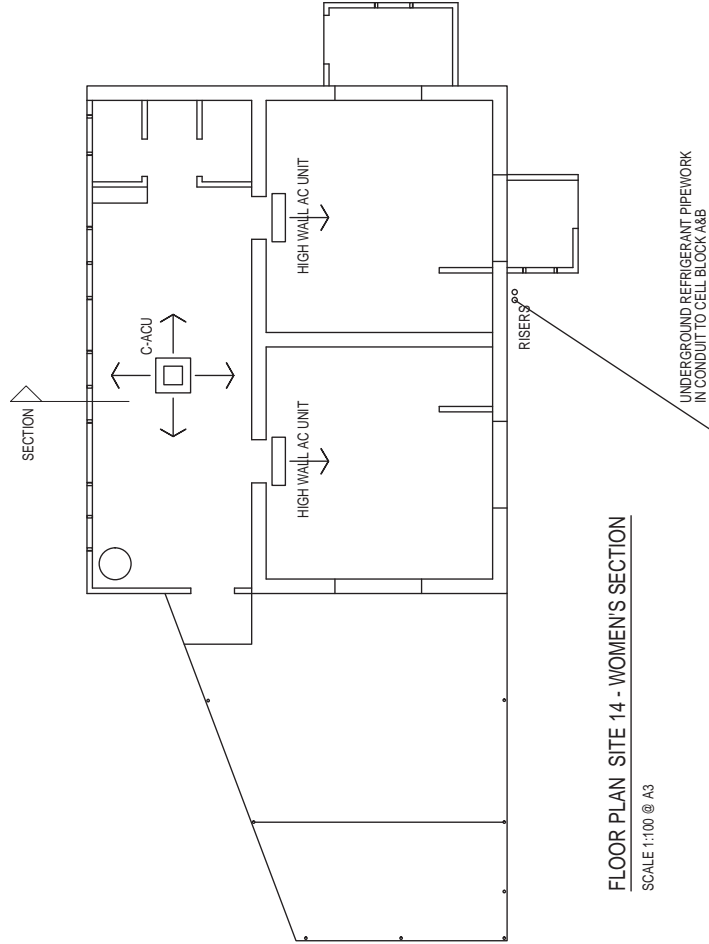 SECTION
C-ACU
HIGH WALL AC UNIT
HIGH WALL AC UNIT
RISERS
UNDERGROUND REFRIGERANT PIPEWORK
IN CONDUIT TO CELL BLOCK A&B
FLOOR PLAN SITE 14 - WOMEN'S SECTION
SCALE 1:100 @ A3